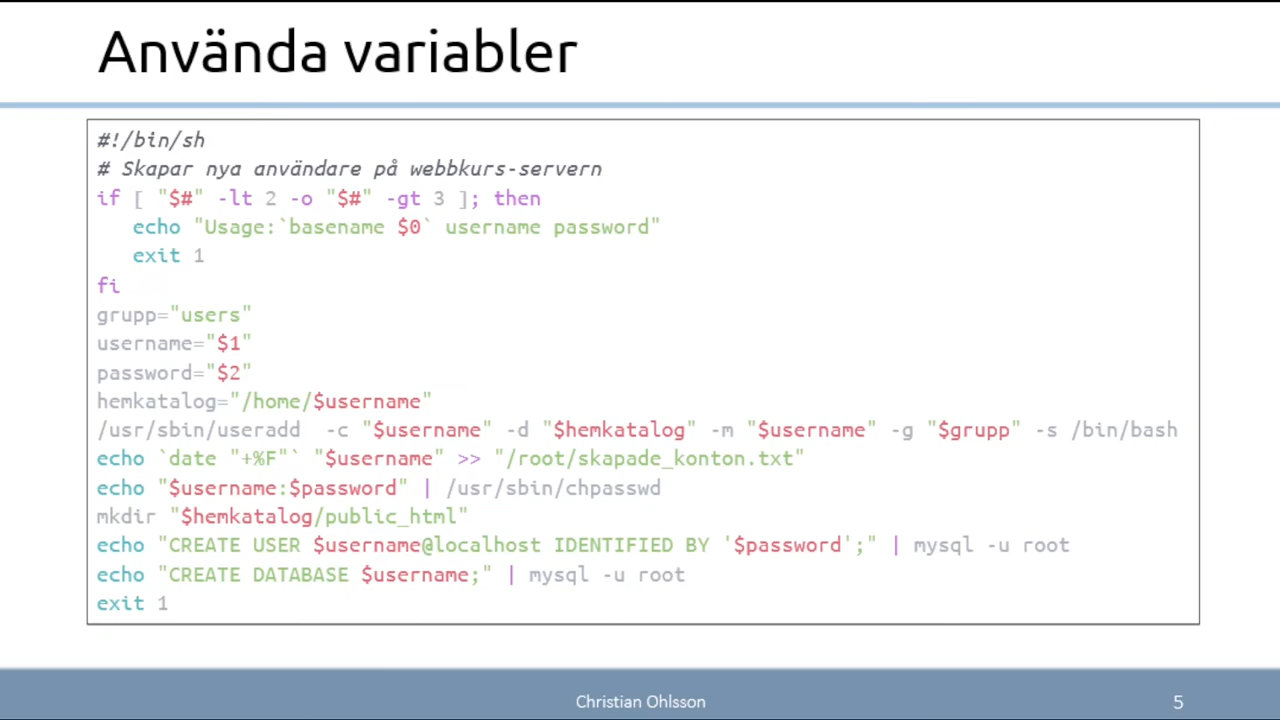 Använda variabler
#!/bin/sh
# Skapar nya användare på webbkurs-servern
if [ "$#" -lt 2 -o "$#" -gt 3 ]; then
   echo "Usage:`basename $0` username password"
   exit 1
fi
grupp="users"
username="$1"
password="$2"
hemkatalog="/home/$username"
/usr/sbin/useradd  -c "$username" -d "$hemkatalog" -m "$username" -g "$grupp" -s /bin/bash
echo `date "+%F"` "$username" >> "/root/skapade_konton.txt"
echo "$username:$password" | /usr/sbin/chpasswd
mkdir "$hemkatalog/public_html"
echo "CREATE USER $username@localhost IDENTIFIED BY '$password';" | mysql -u root
echo "CREATE DATABASE $username;" | mysql -u root
exit 1
Christian Ohlsson
5